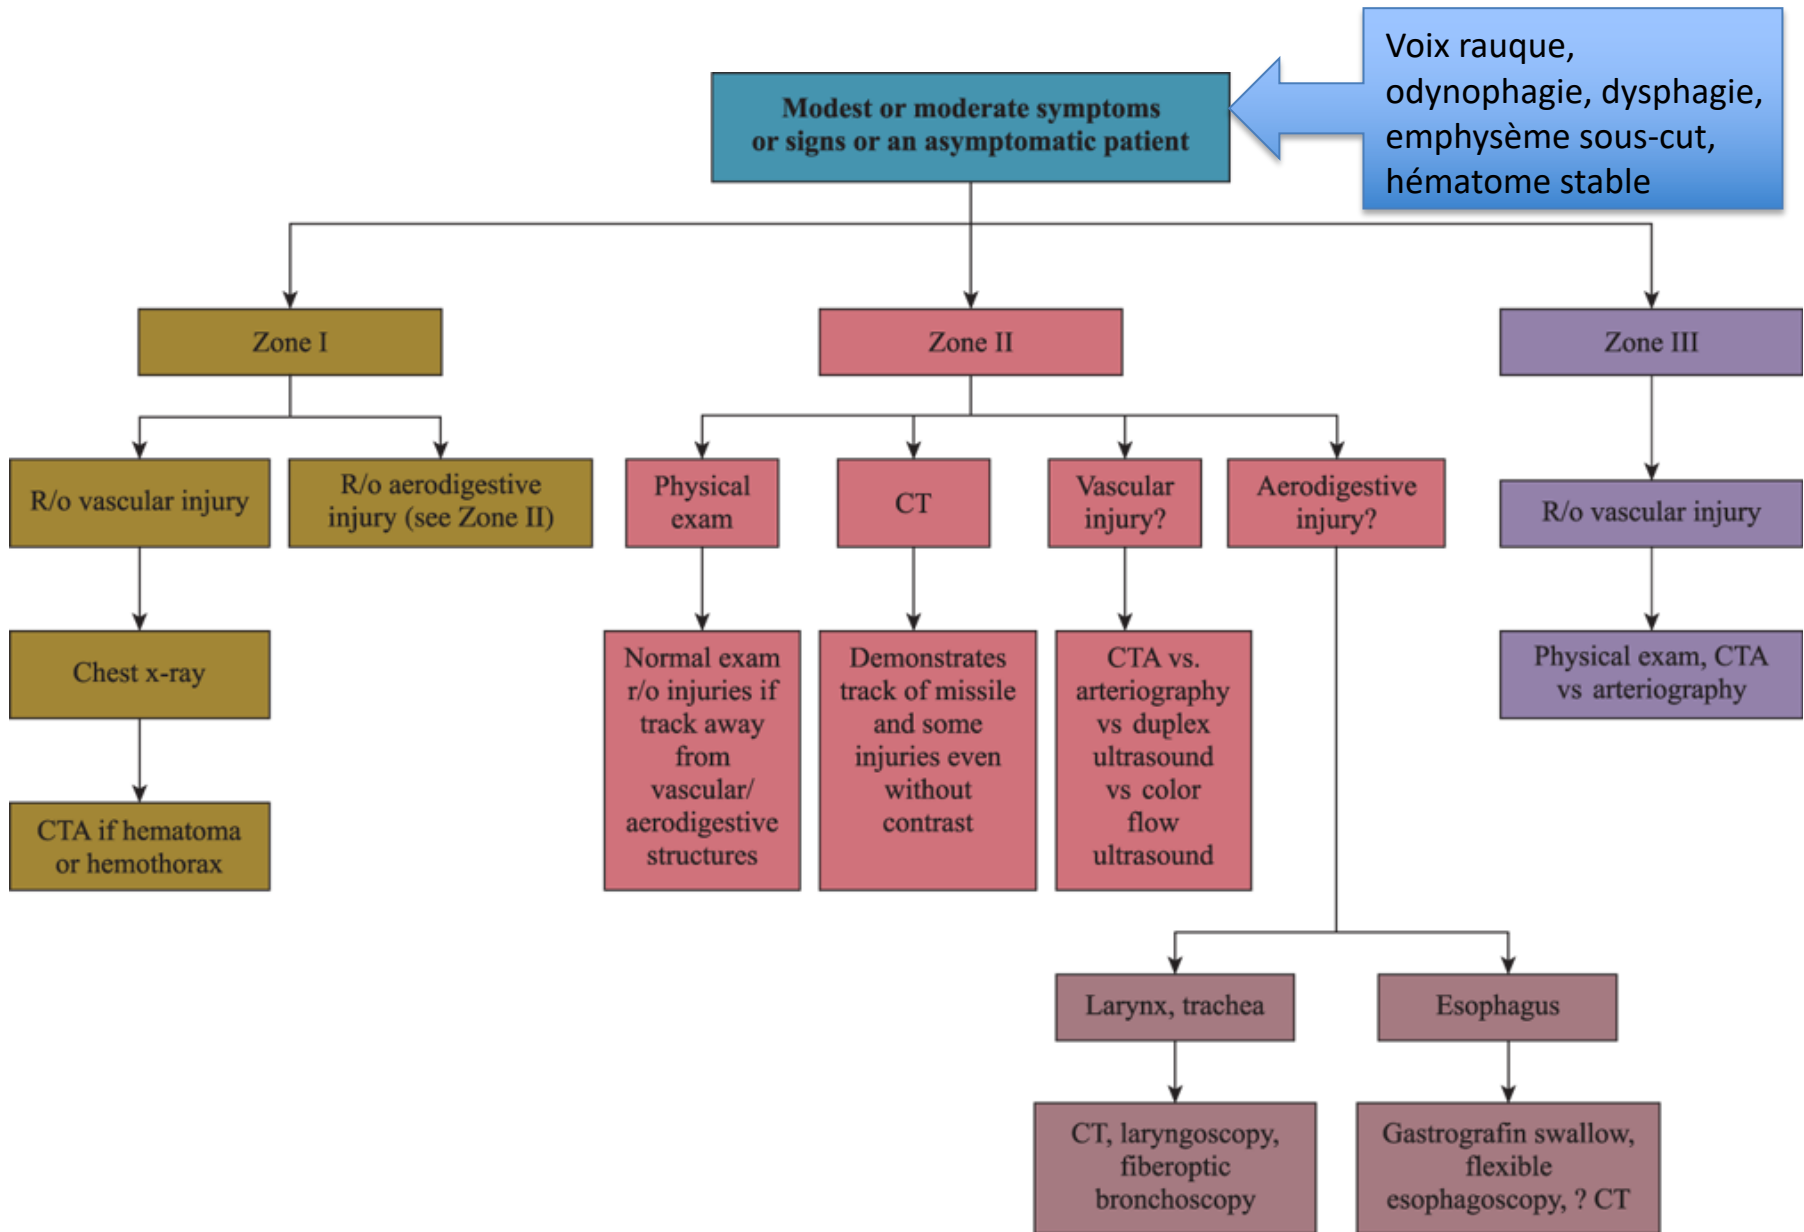 Voix rauque,
odynophagie, dysphagie,
emphysème sous-cut,
hématome stable
Modest or moderate symptoms
or signs or an asymptomatic patient
Zone I
Zone II
Zone III
R/o vascular injury
R/o aerodigestive
injury (see Zone II)
Physical
exam
CT
Vascular
injury?
Aerodigestive
injury?
R/o vascular injury
Chest x-ray
Normal exam
r/o injuries if
track away
from
vascular/
aerodigestive
structures
Demonstrates
track of missile
and some
injuries even
without
contrast
CTA vs.
arteriography
vs duplex
ultrasound
vs color
flow
ultrasound
Physical exam, CTA
vs arteriography
CTA if hematoma
or hemothorax
Larynx, trachea
Esophagus
CT, laryngoscopy,
fiberoptic
bronchoscopy
Gastrografin swallow,
flexible
esophagoscopy, ? CT